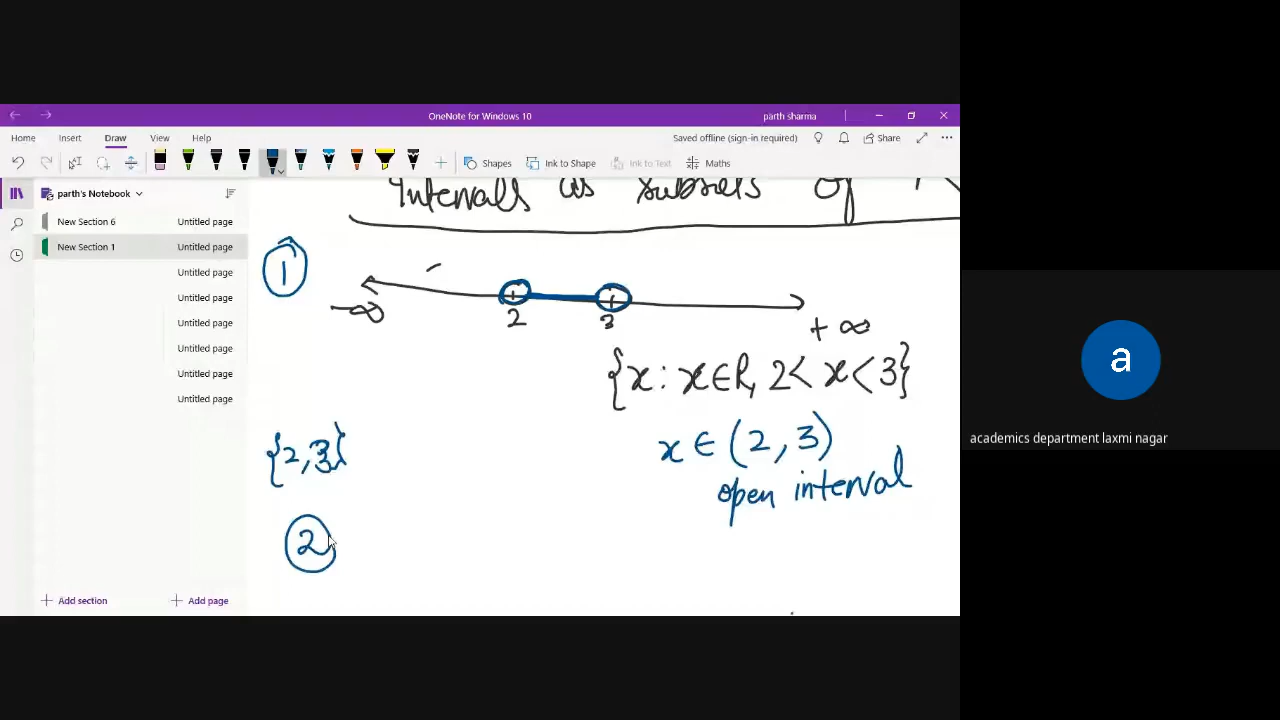 OneNote for Windows 10
parth sharma
Home Insert Draw View Help
Saved offline (sign-in required)
Share
Shapes
Ink to Shape
Ink to Text
Maths
parth's Notebook
New Section 6
New Section 1
Untitled page
Untitled page
Untitled page
Untitled page
Untitled page
Untitled page
Untitled page
Untitled page
Add section
Add page
Intervals as subsets of R
1
-∞ 2 3 + ∞
{x : x ∈ R, 2 < x < 3}
x ∈ (2, 3)
open interval
{2,3}
2
a
academics department laxmi nagar